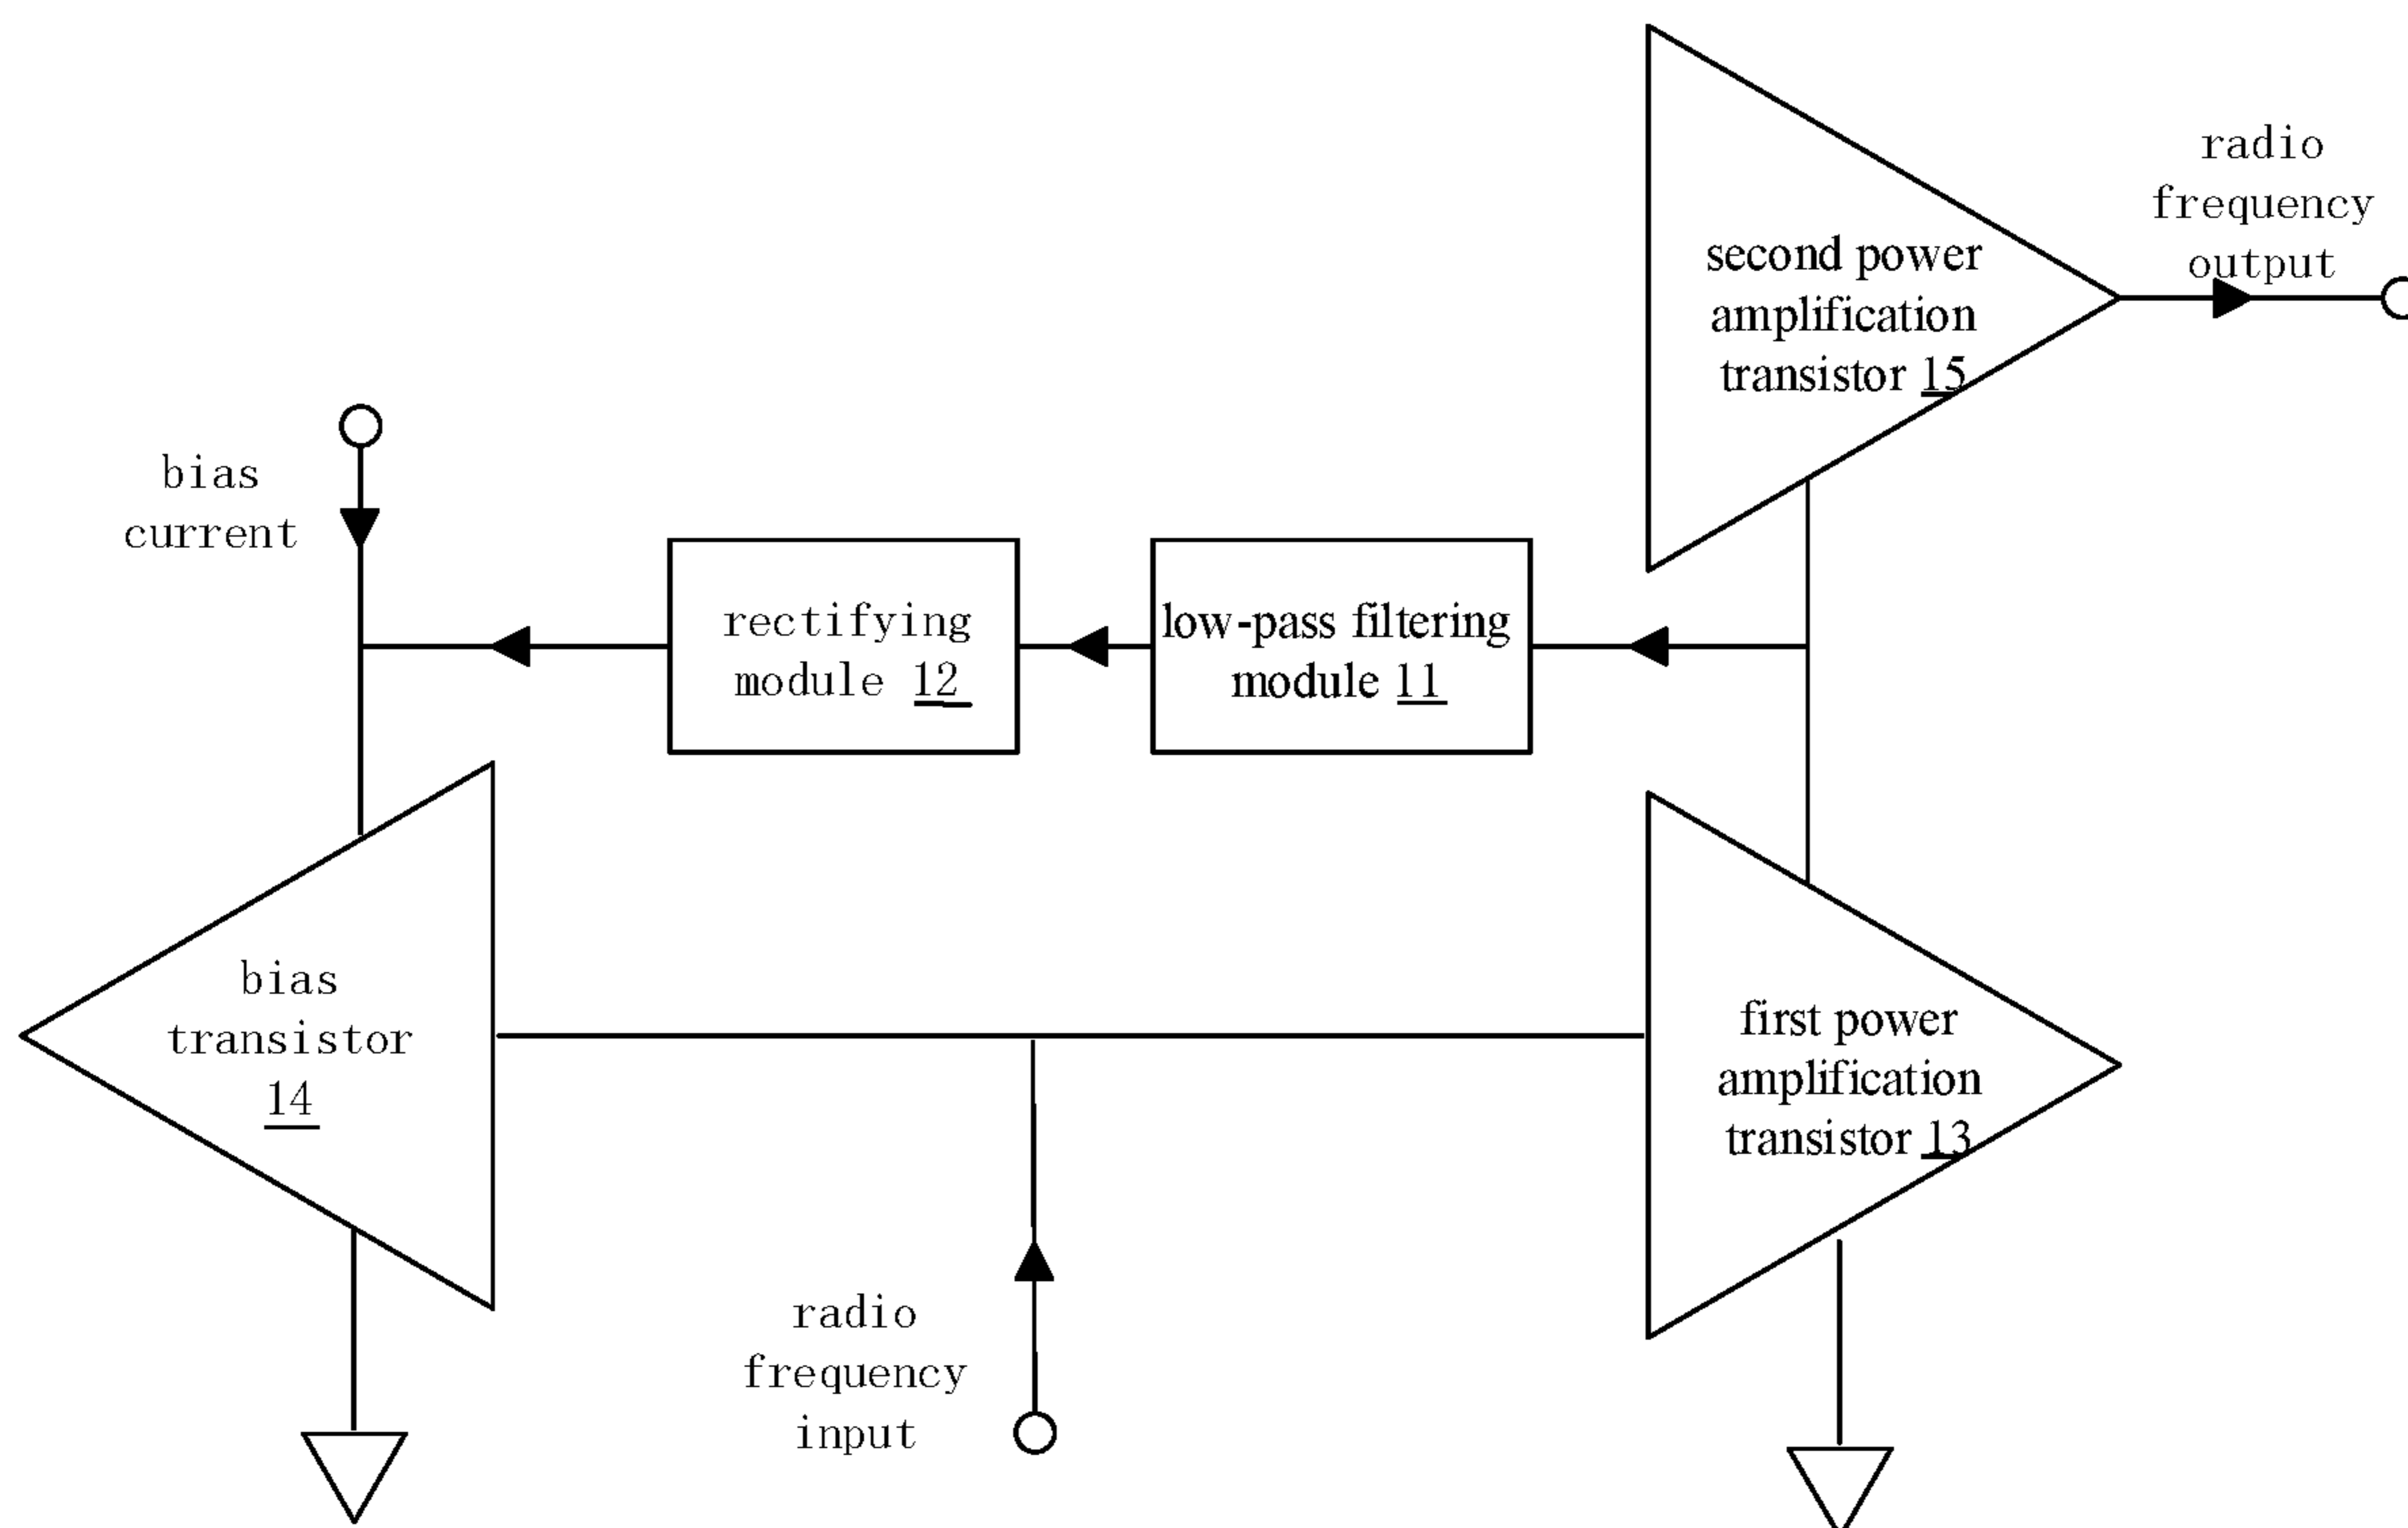 radio
frequency
output
second power
amplification
transistor 15
bias
current
rectifying
module 12
low-pass filtering
module 11
bias
transistor
14
first power
amplification
transistor 13
radio
frequency
input